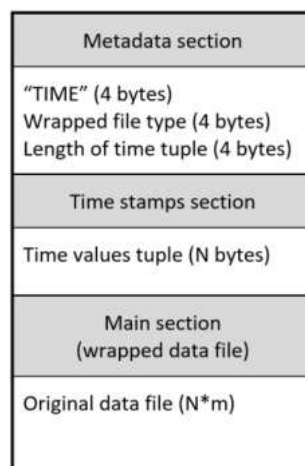 Metadata section
“TIME” (4 bytes)
Wrapped file type (4 bytes)
Length of time tuple (4 bytes)
Time stamps section
Time values tuple (N bytes)
Main section
(wrapped data file)
Original data file (N*m)